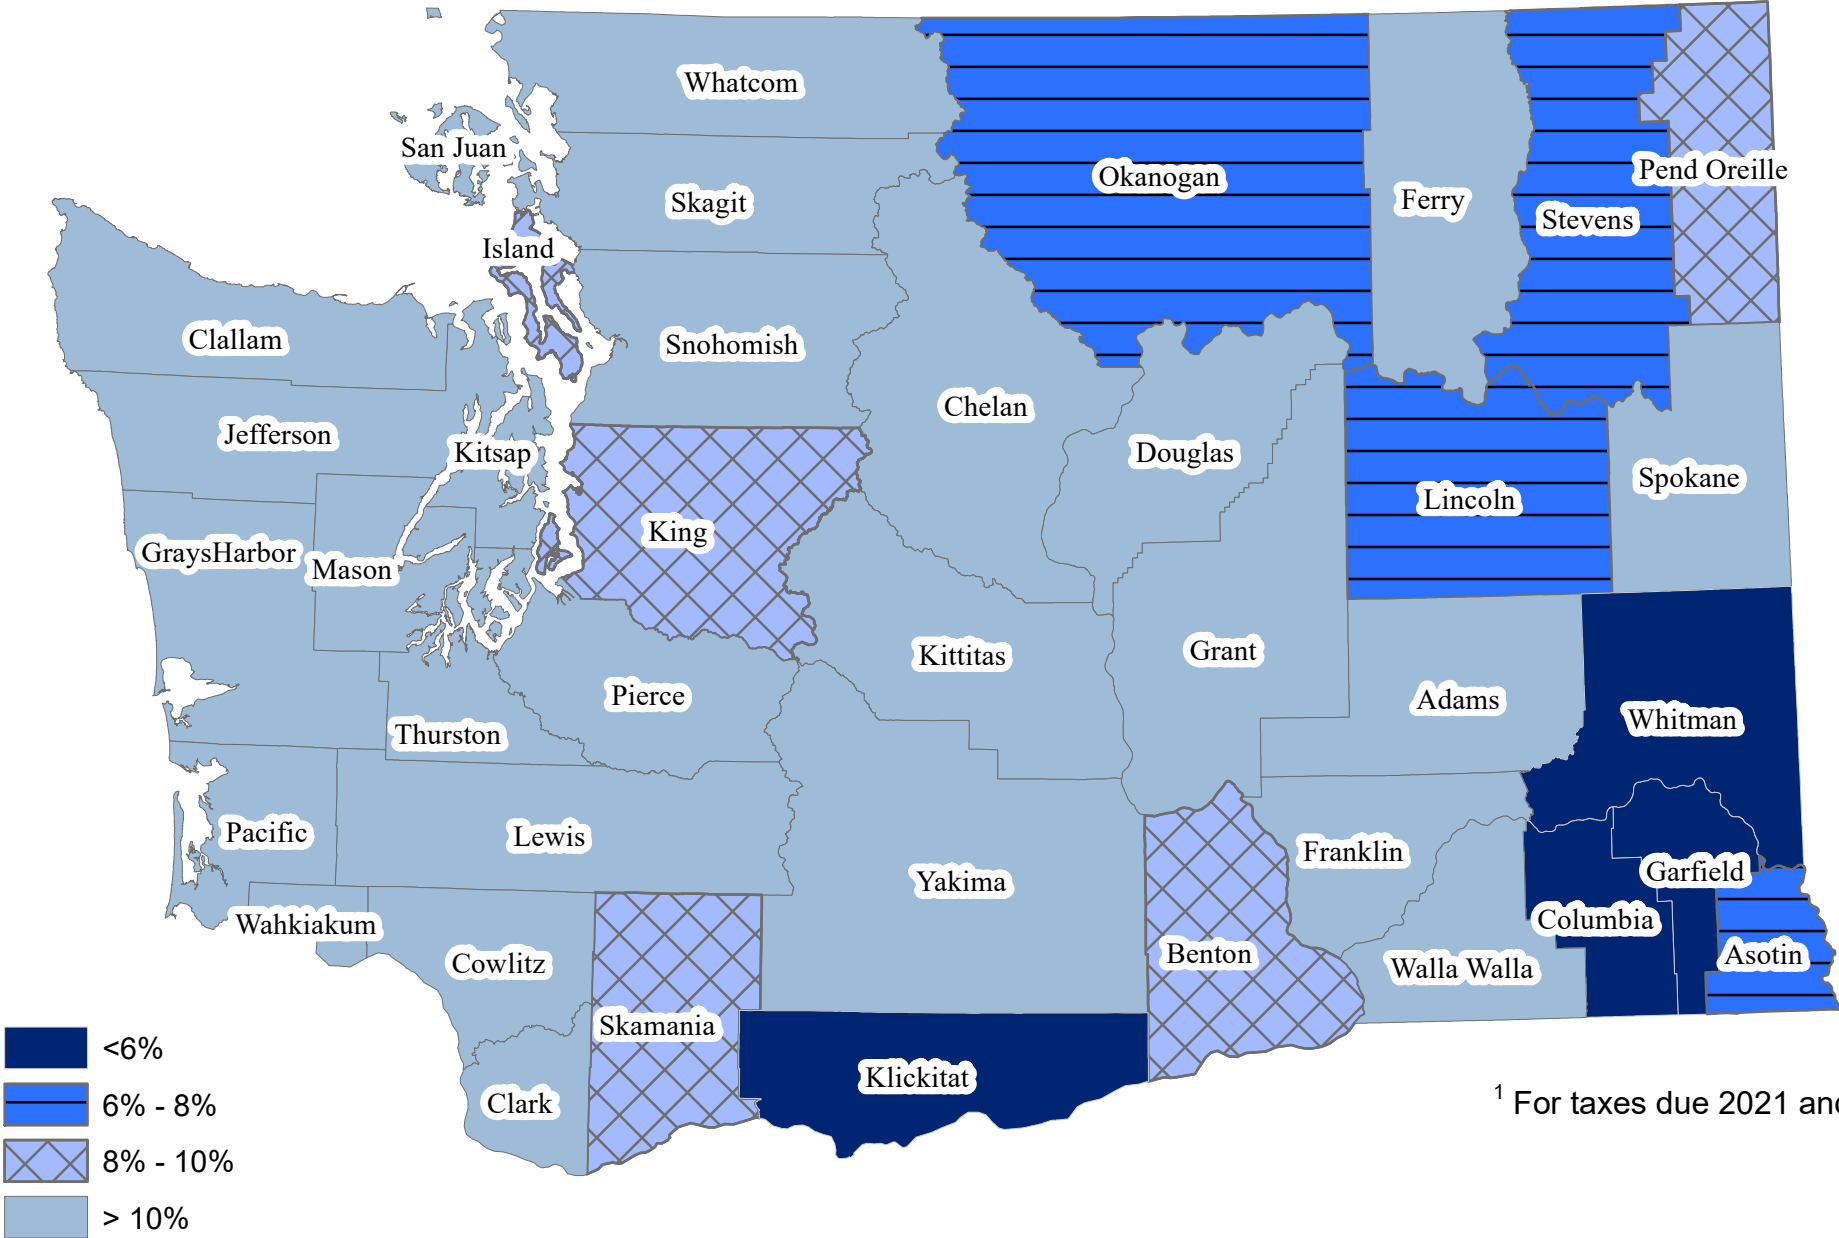 Whatcom
San Juan
Okanogan
Pend Oreille
Skagit
Ferry
Stevens
Island
Clallam
Snohomish
Chelan
Jefferson
Kitsap
Douglas
Spokane
Lincoln
King
GraysHarbor
Mason
Kittitas
Grant
Pierce
Adams
Whitman
Thurston
Pacific
Lewis
Franklin
Garfield
Yakima
Wahkiakum
Columbia
Benton
Asotin
Cowlitz
Walla Walla
Skamania
Klickitat
Clark
<6%
6% - 8%
8% - 10%
> 10%
1 For taxes due 2021 and